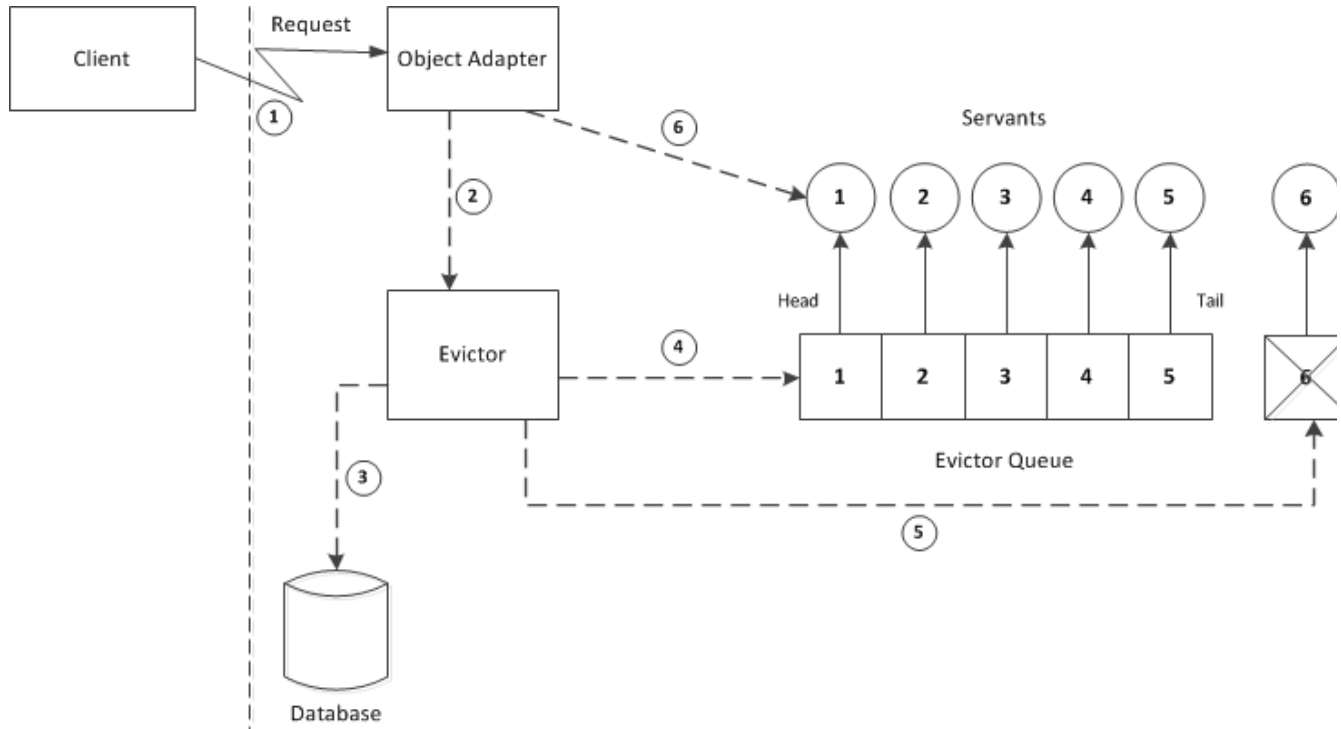 Request
Client
Object Adapter
1
6
Servants
2
1 2 3 4 5 6
Head
Tail
Evictor
4
1 2 3 4 5 6
Evictor Queue
3
5
Database